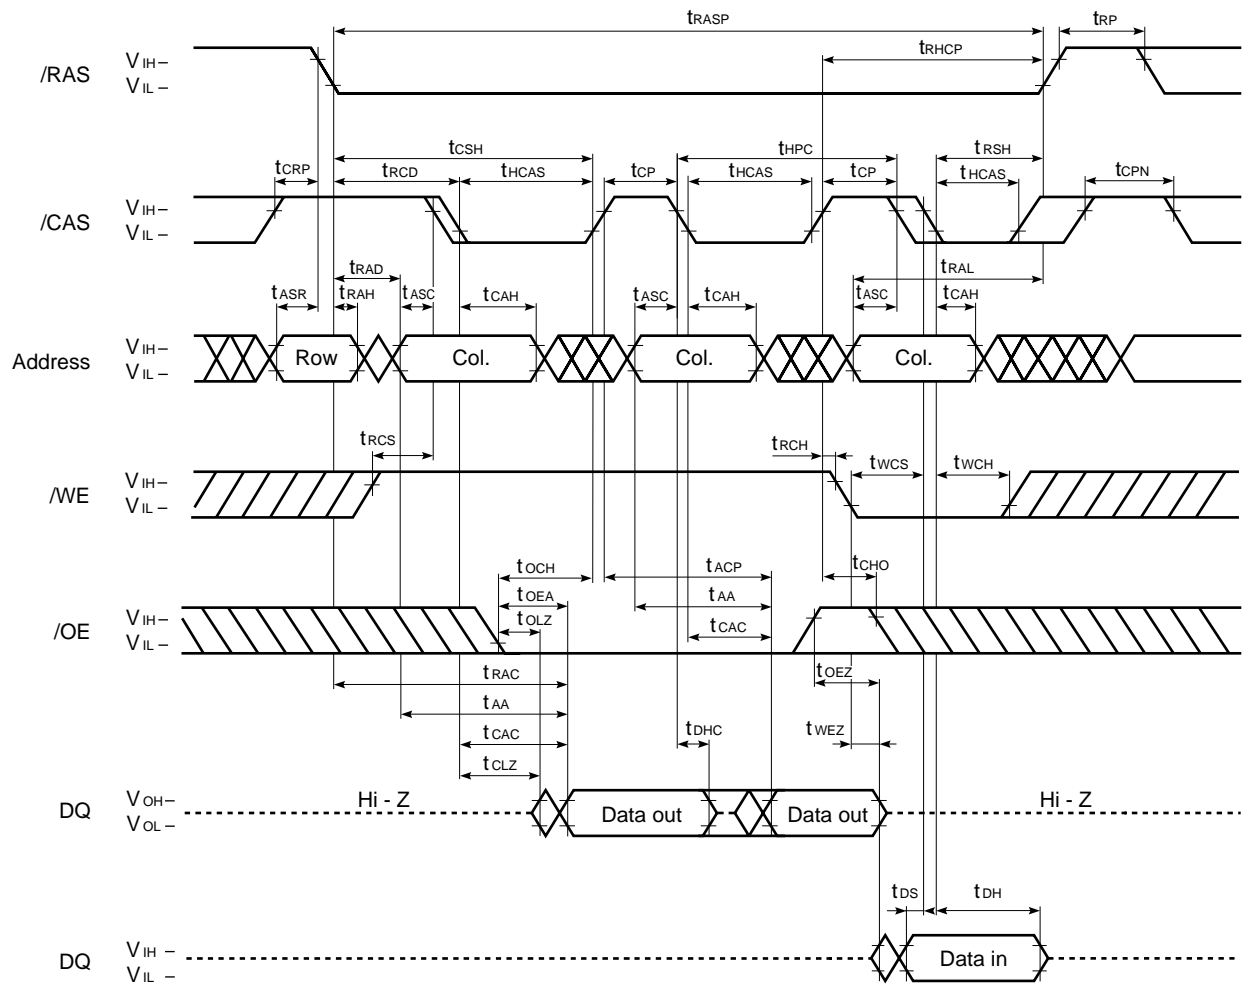 tRASP
tRP
tRHCP
/RAS
VIH–
VIL –
tCSH
tHPC
tRSH
tCRP
tRCD
tHCAS
tCP
tHCAS
tCP
tHCAS
tCPN
/CAS
VIH–
VIL –
tRAD
tRAL
tASR
tRAH
tASC
tCAH
tASC
tCAH
tASC
tCAH
Address
VIH–
VIL –
Row
Col.
Col.
Col.
tRCS
tRCH
tWCS
tWCH
/WE
VIH–
VIL –
tOCH
tACP
tCHO
tOEA
tAA
tOLZ
tCAC
/OE
VIH–
VIL –
tRAC
tOEZ
tAA
tCAC
tDHC
tWEZ
tCLZ
DQ
VOH–
VOL –
Hi - Z
Data out
Data out
Hi - Z
tDS
tDH
DQ
VIH –
VIL –
Data in